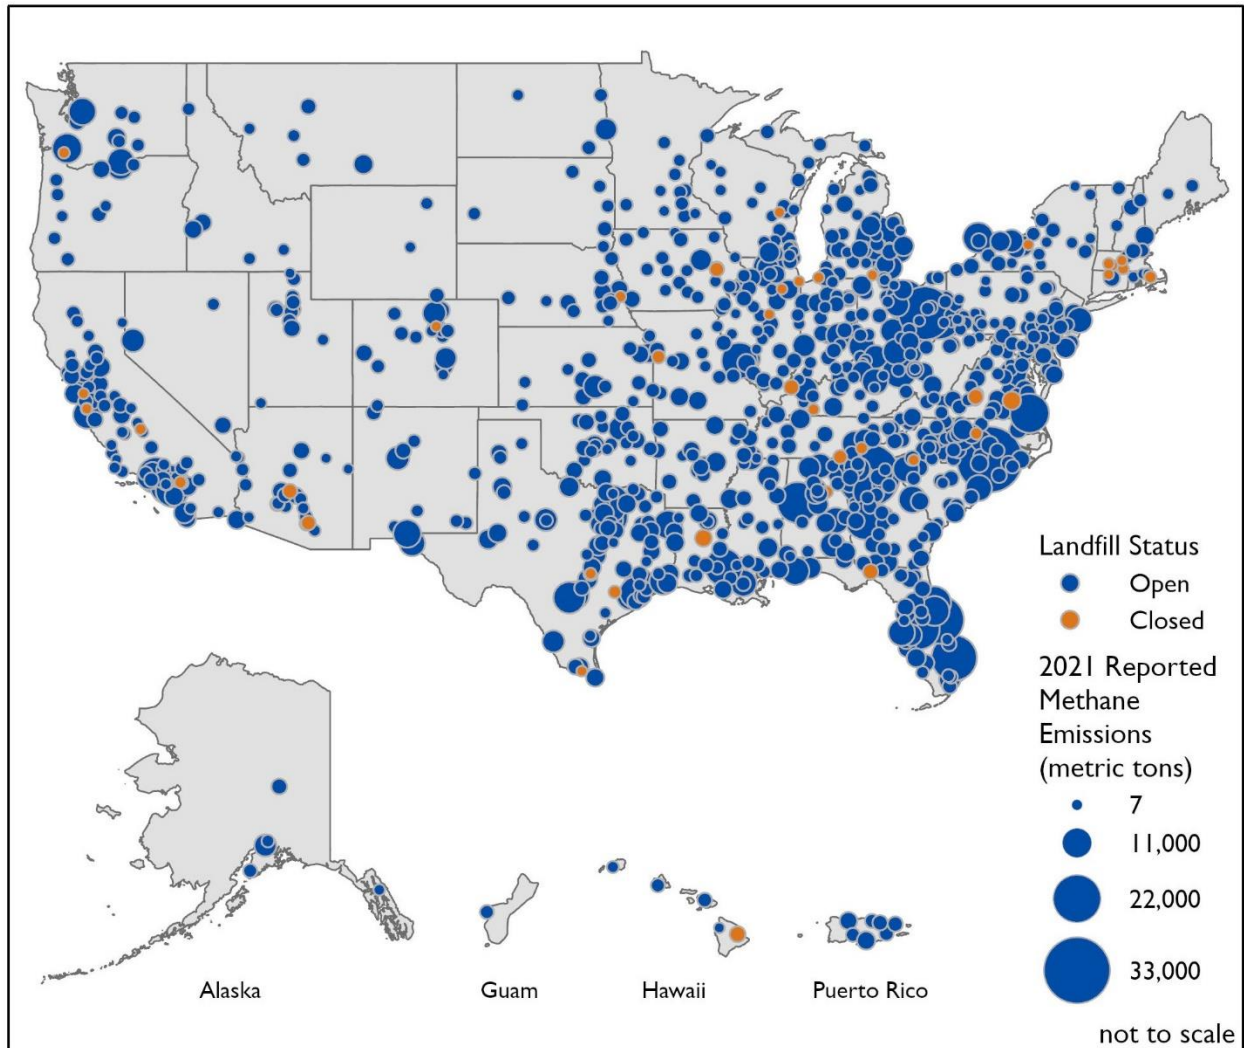 Landfill Status
Open
Closed
2021 Reported
Methane
Emissions
(metric tons)
7
11,000
22,000
33,000
not to scale
Alaska
Guam
Hawaii
Puerto Rico